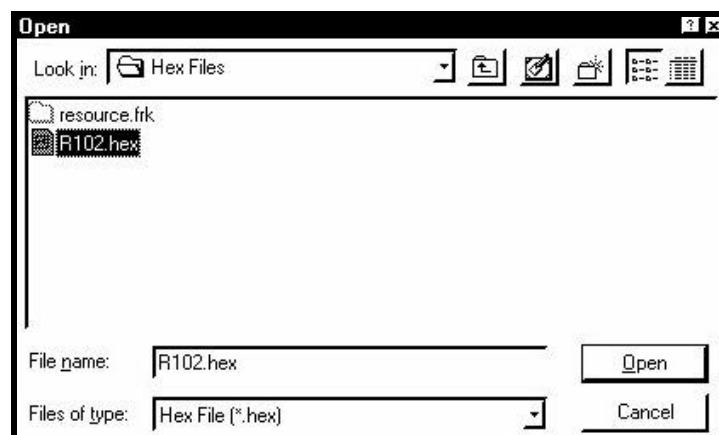 Open
Look in: Hex Files
resource.frk
R102.hex
File name: R102.hex Open
Files of type: Hex File (*.hex) Cancel